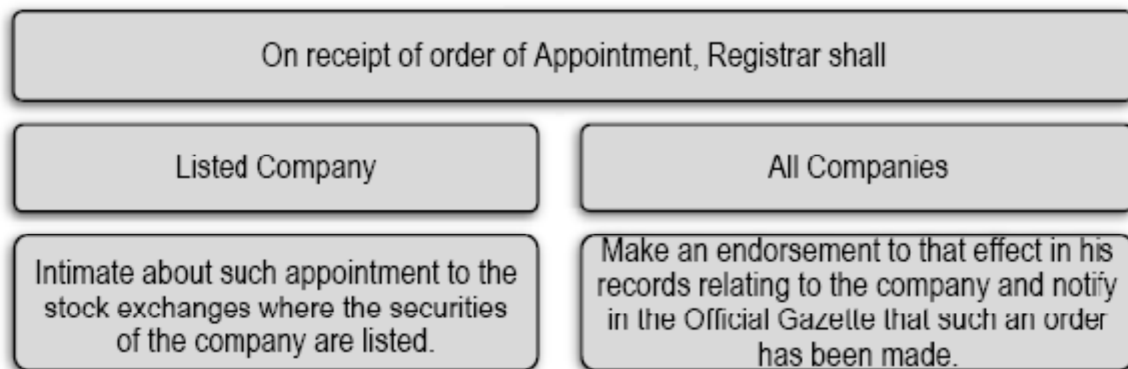 On receipt of order of Appointment, Registrar shall
Listed Company
All Companies
Intimate about such appointment to the
stock exchanges where the securities
of the company are listed.
Make an endorsement to that effect in his
records relating to the company and notify
in the Official Gazette that such an order
has been made.